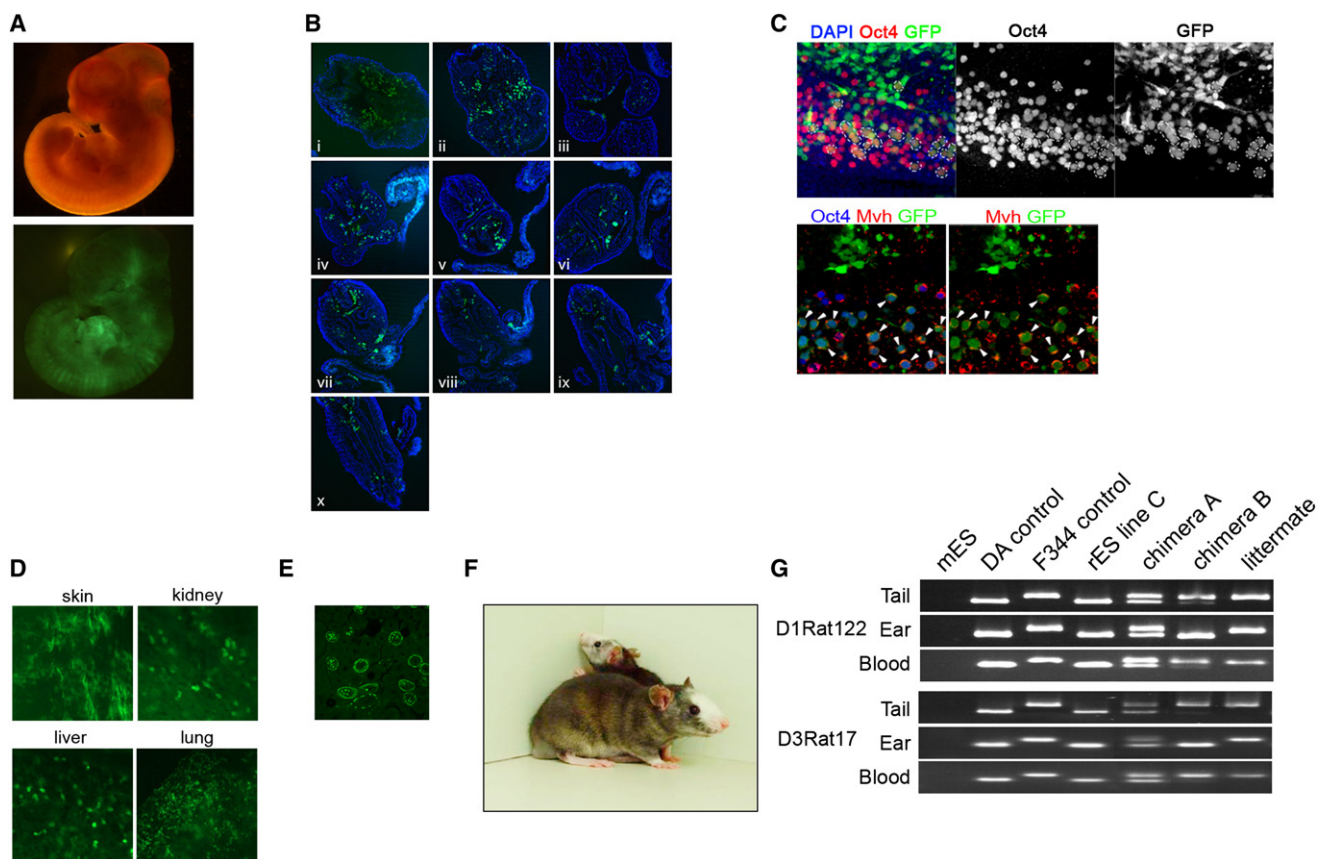 A
B
i
ii
iii
iv
v
vi
vii
viii
ix
x
C
DAPI Oct4 GFP
Oct4
GFP
Oct4 Mvh GFP
Mvh GFP
D
skin
kidney
liver
lung
E
F
G
mES
DA control
F344 control
rES line C
chimera A
chimera B
littermate
D1Rat122
Tail
Ear
Blood
D3Rat17
Tail
Ear
Blood